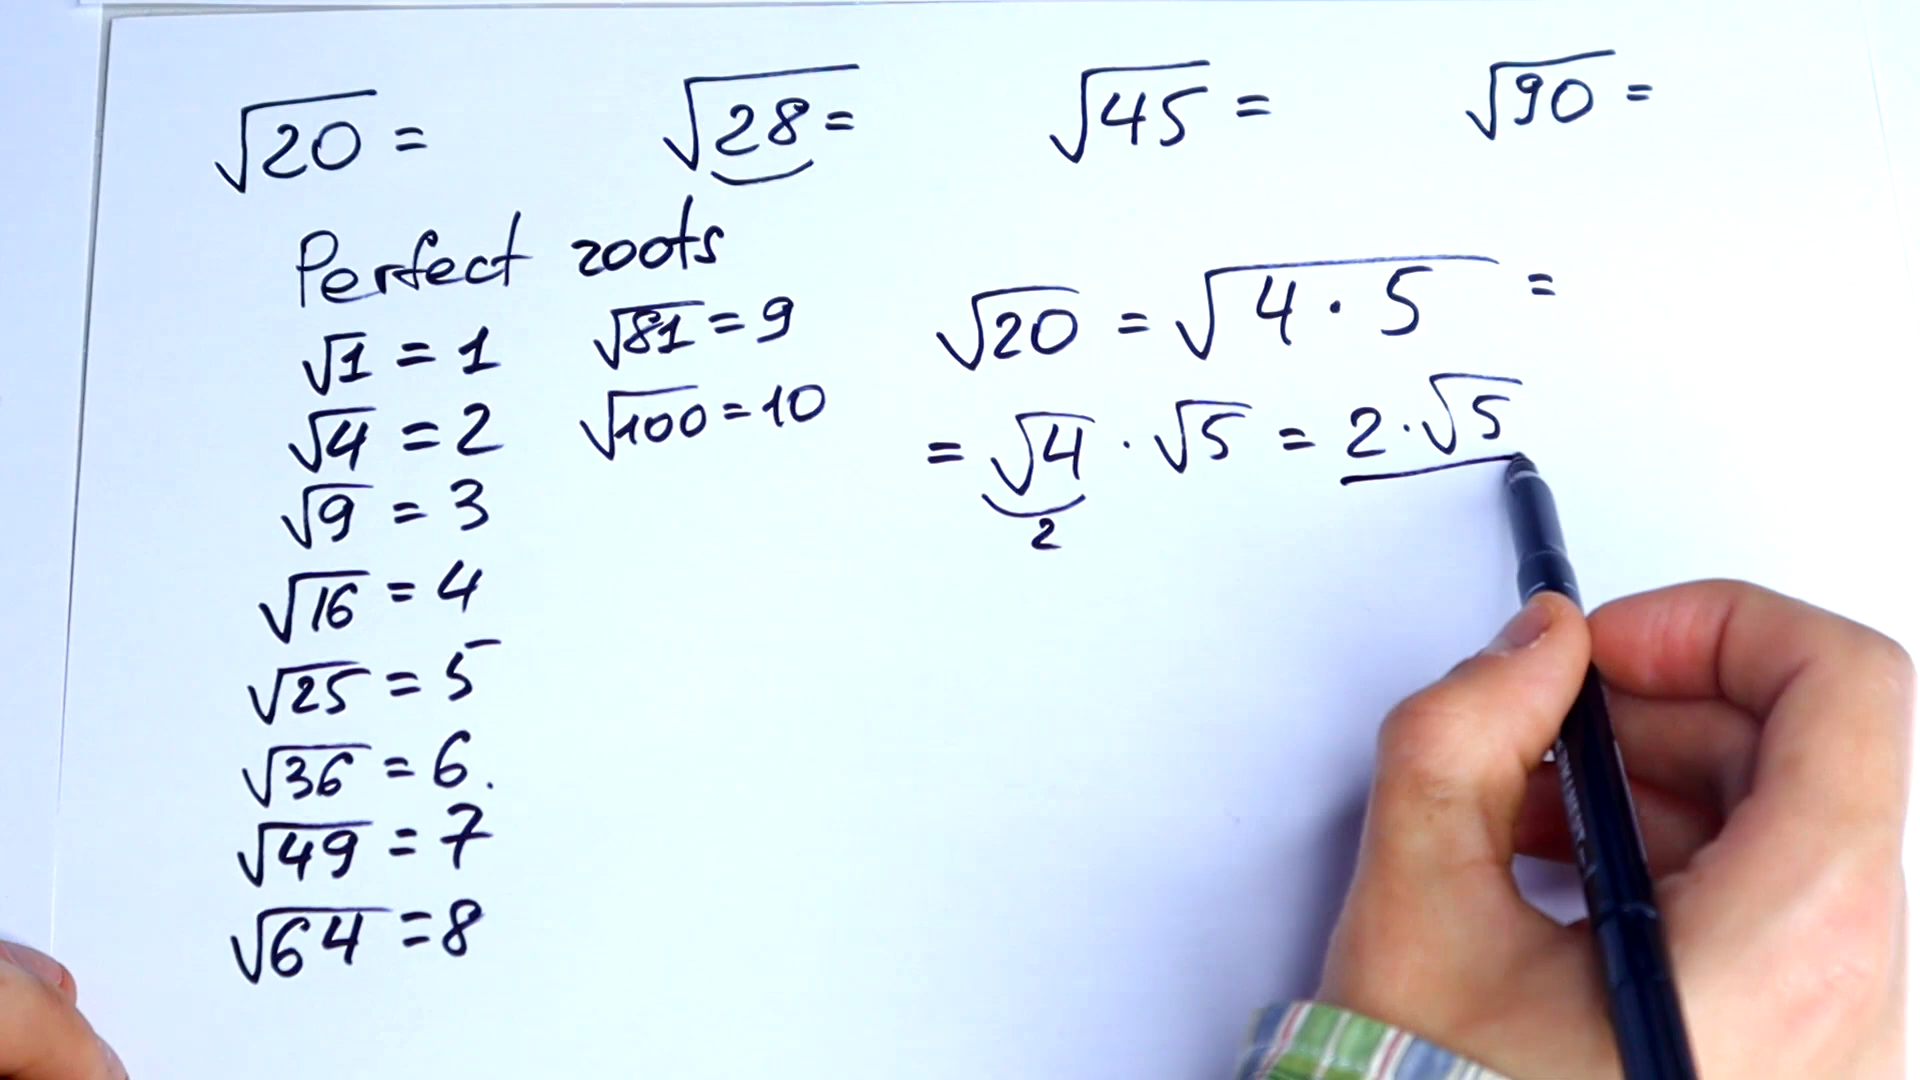 √20 = √28 = √45 = √90 =
Perfect roots
√1 = 1
√4 = 2
√9 = 3
√16 = 4
√25 = 5
√36 = 6.
√49 = 7
√64 = 8
√81 = 9
√100 = 10
√20 = √4 · 5 =
= √4 · √5 = 2 · √5
2